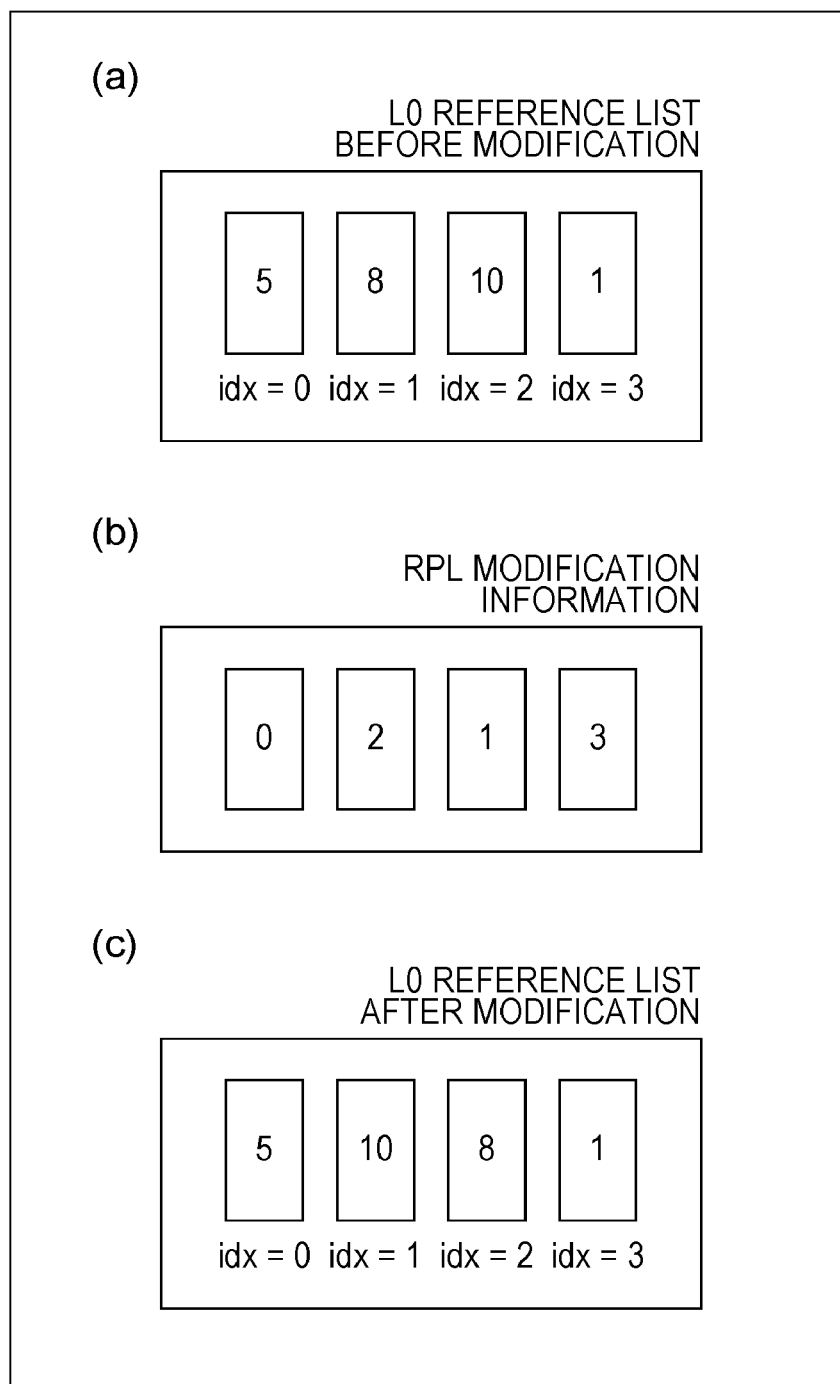 (a)
L0 REFERENCE LIST
BEFORE MODIFICATION
5 8 10 1
idx = 0 idx = 1 idx = 2 idx = 3
(b)
RPL MODIFICATION
INFORMATION
0 2 1 3
(c)
L0 REFERENCE LIST
AFTER MODIFICATION
5 10 8 1
idx = 0 idx = 1 idx = 2 idx = 3